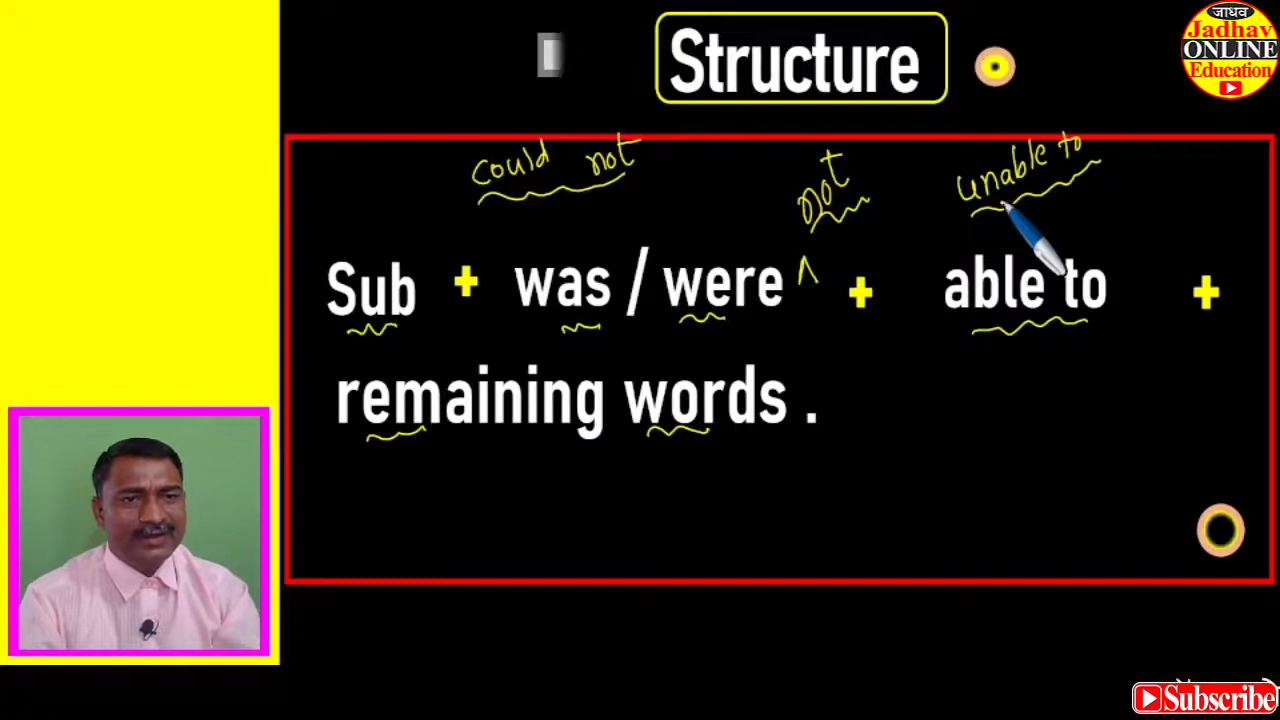 Structure
जाधव
Jadhav
ONLINE
Education
could not
not
unable to
Sub + was / were ^ + able to +
remaining words .
Subscribe